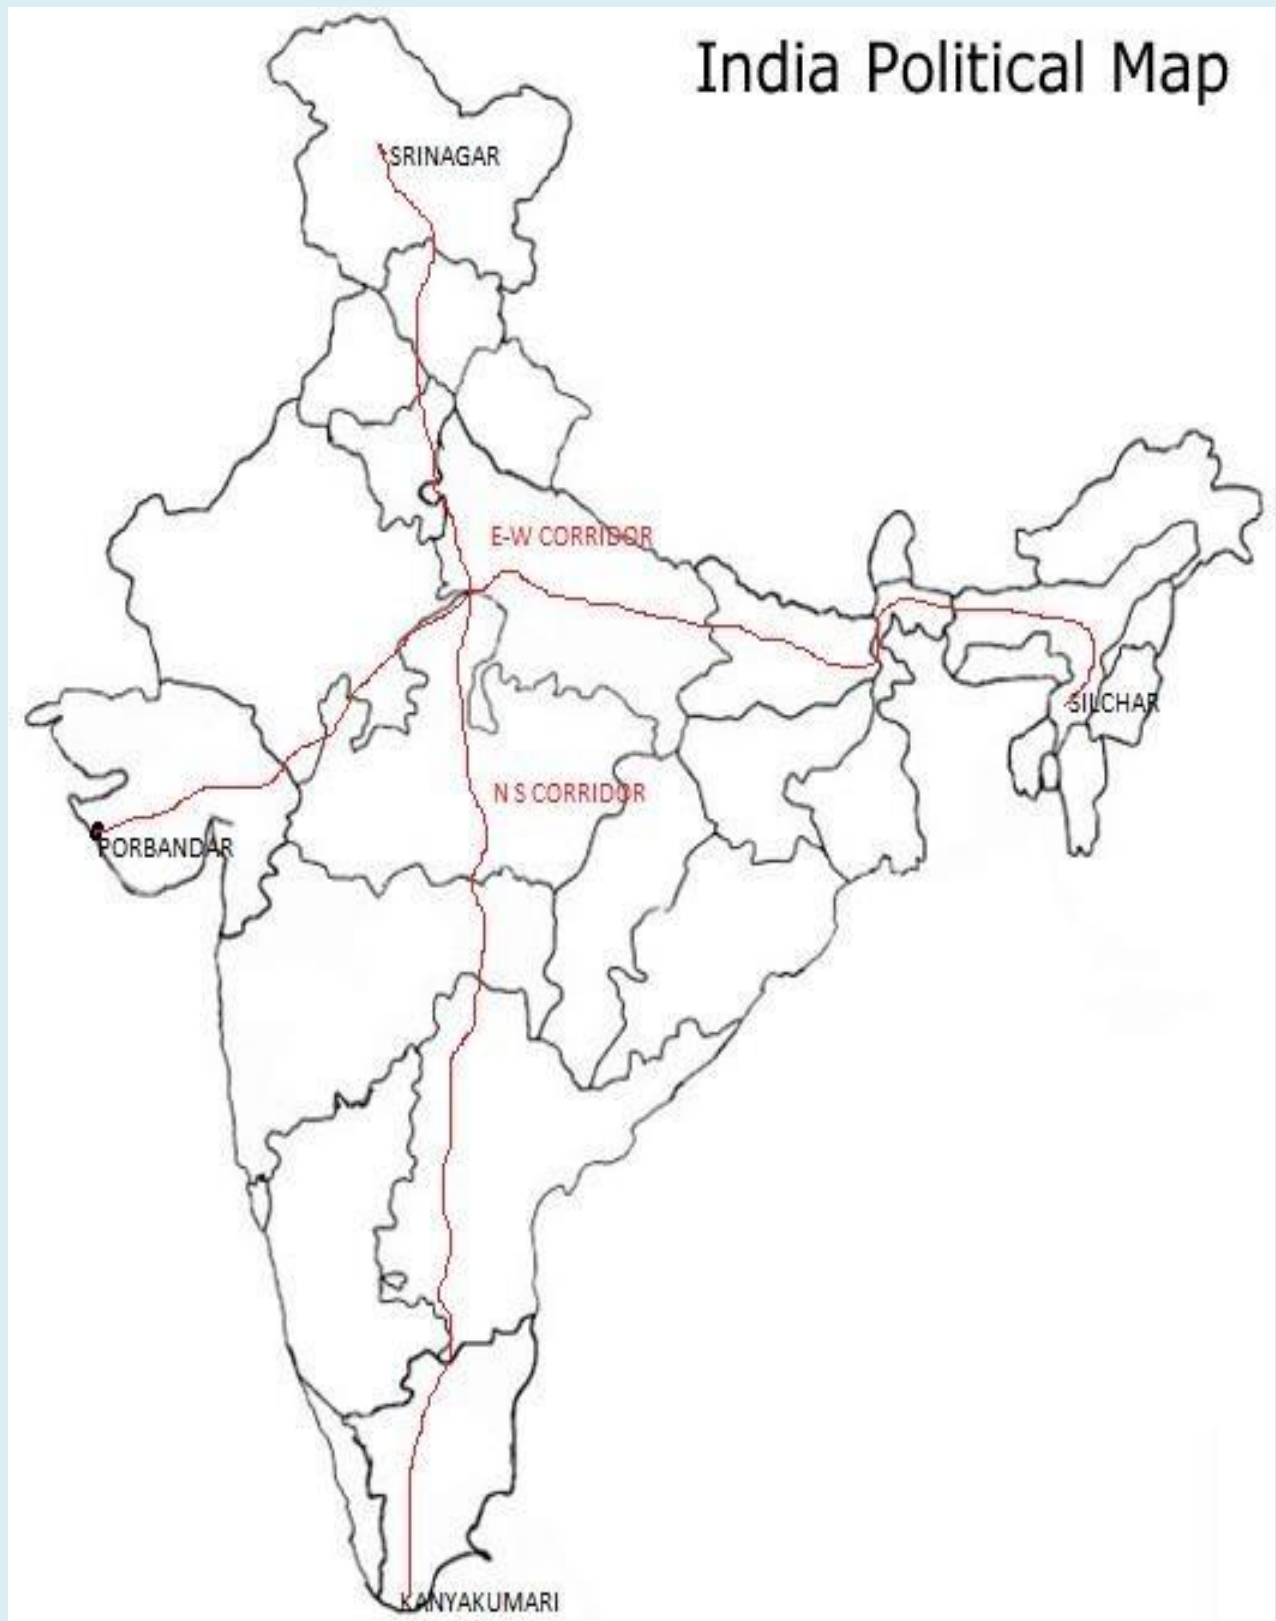 India Political Map
SRINAGAR
E-W CORRIDOR
SILCHAR
N S CORRIDOR
PORBANDAR
KANYAKUMARI